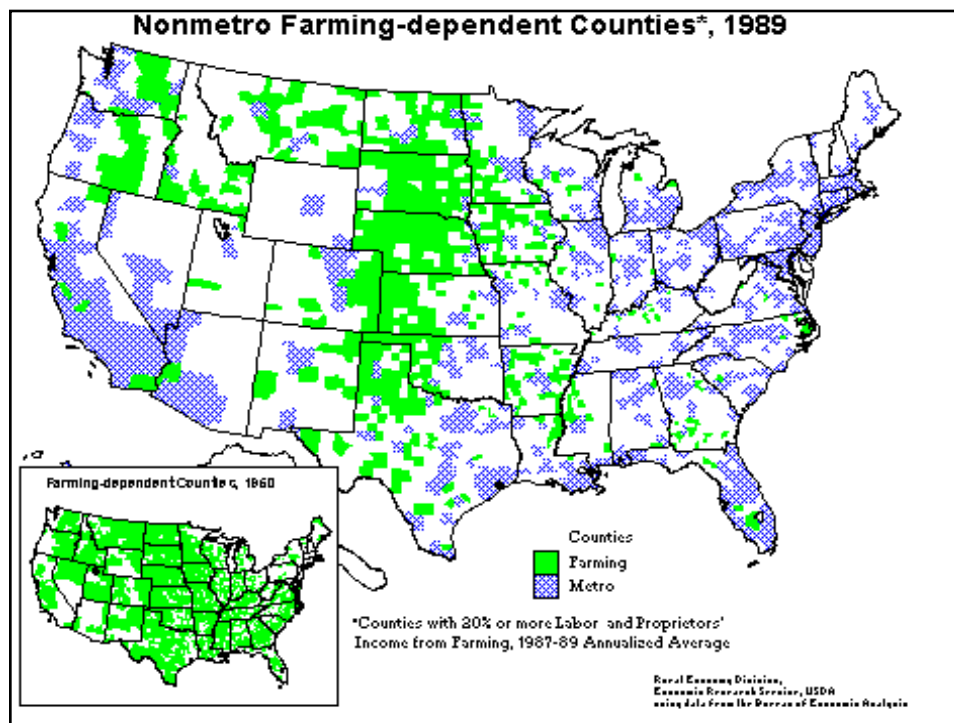 Nonmetro Farming-dependent Counties*, 1989
Farming-dependent Counties, 1960
Counties
Farming
Metro
*Counties with 20% or more Labor and Proprietors'
Income from Farming, 1987-89 Annualized Average
Rural Economy Division,
Economic Research Service, USDA
using data from the Bureau of Economic Analysis